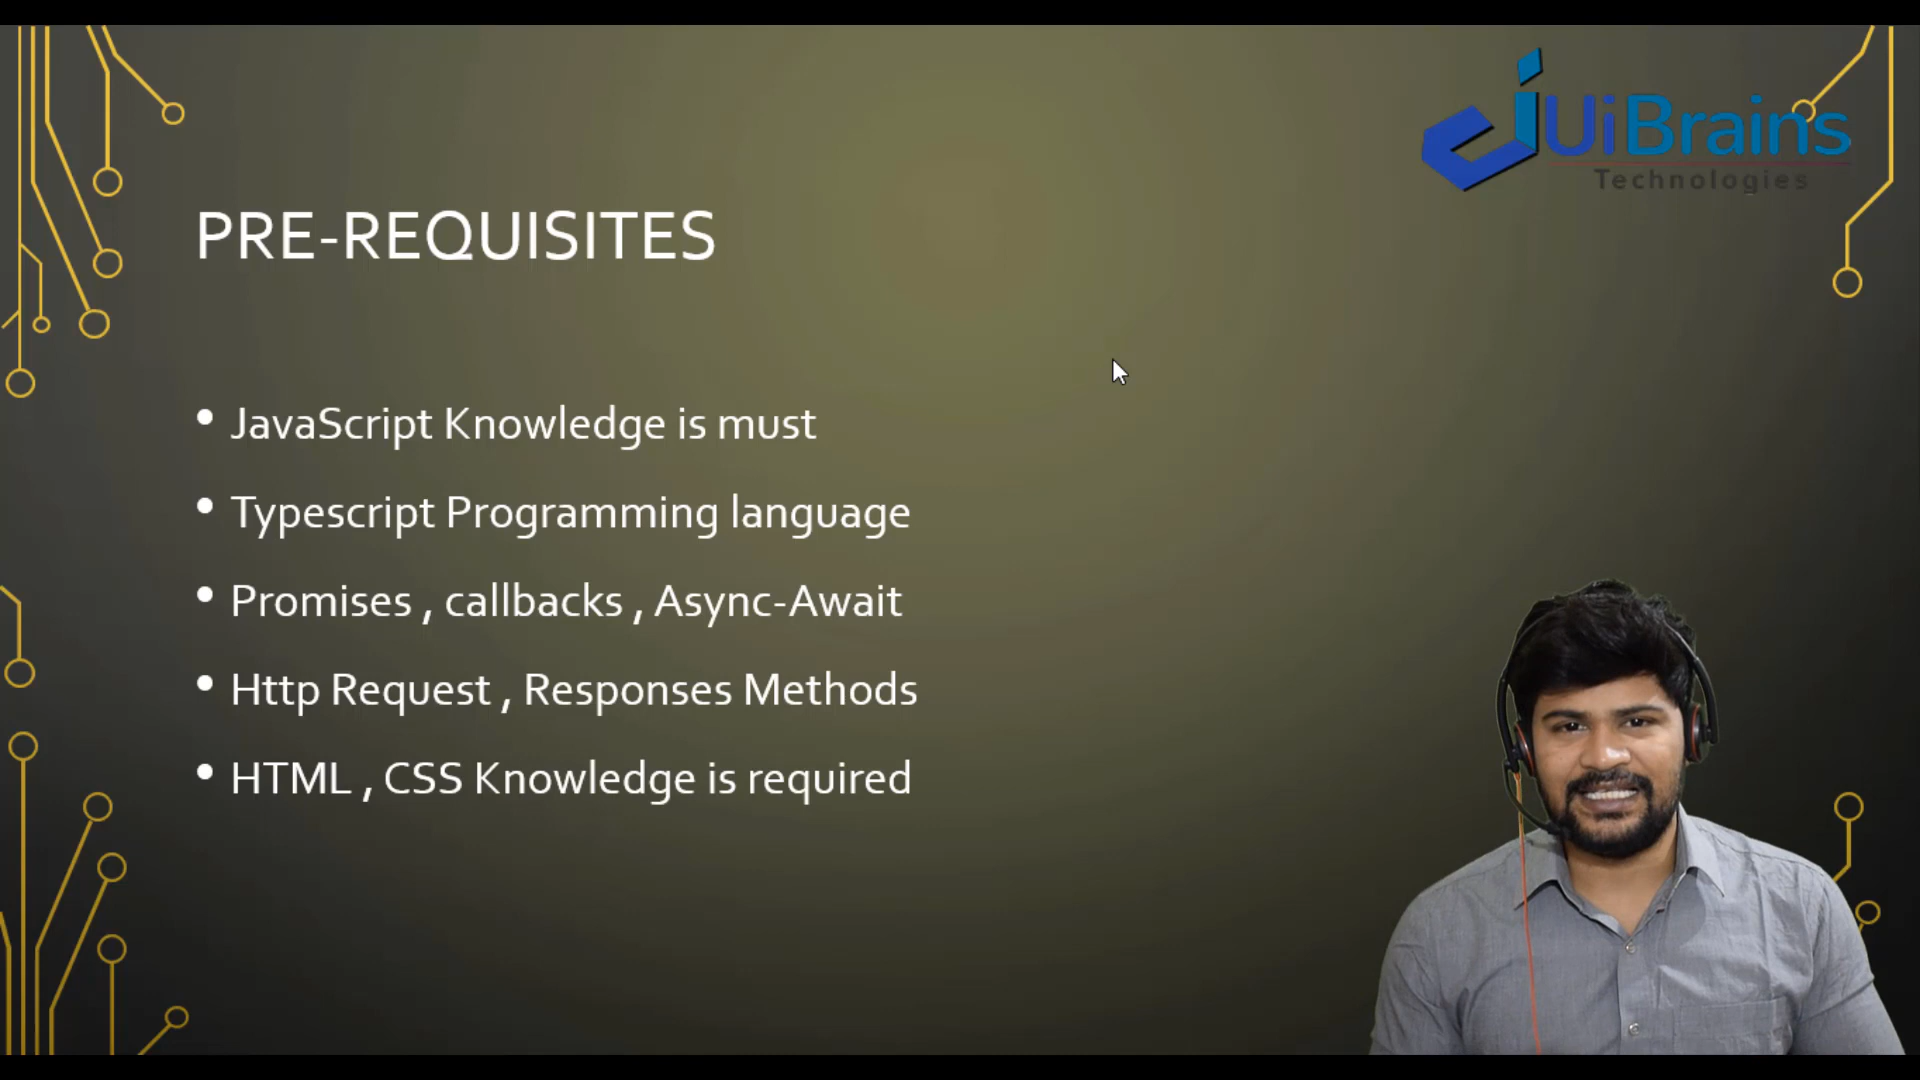 UiBrains
Technologies
PRE-REQUISITES
• JavaScript Knowledge is must
• Typescript Programming language
• Promises , callbacks , Async-Await
• Http Request , Responses Methods
• HTML , CSS Knowledge is required